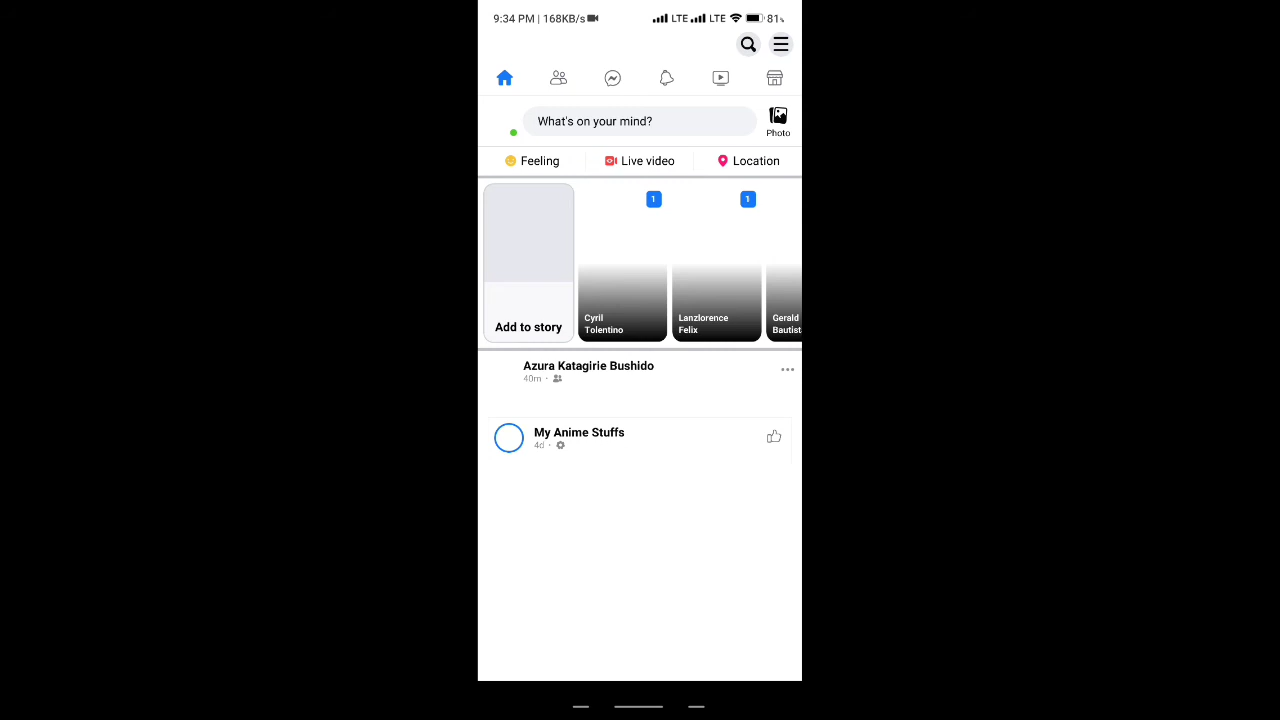 9:34 PM | 168KB/s LTE LTE 81%
What's on your mind?
Photo
Feeling Live video Location
1 1
Add to story
Cyril
Tolentino
Lanzlorence
Felix
Gerald
Bautist
Azura Katagirie Bushido
40m ·
My Anime Stuffs
4d ·